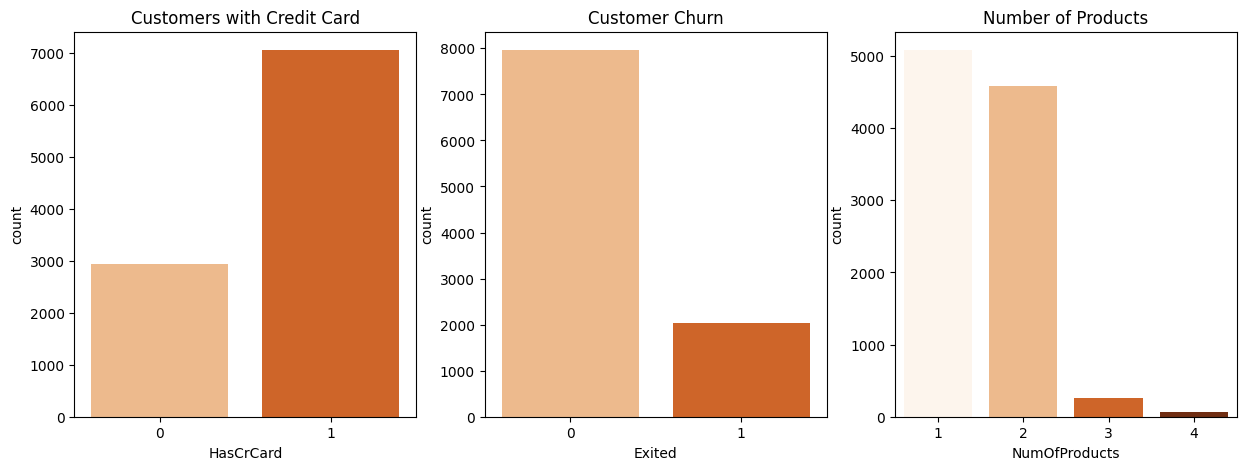 Customers with Credit Card
7000
6000
5000
4000
3000
2000
1000
0
count
0 1
HasCrCard
Customer Churn
8000
7000
6000
5000
4000
3000
2000
1000
0
count
0 1
Exited
Number of Products
5000
4000
3000
2000
1000
0
count
1 2 3 4
NumOfProducts